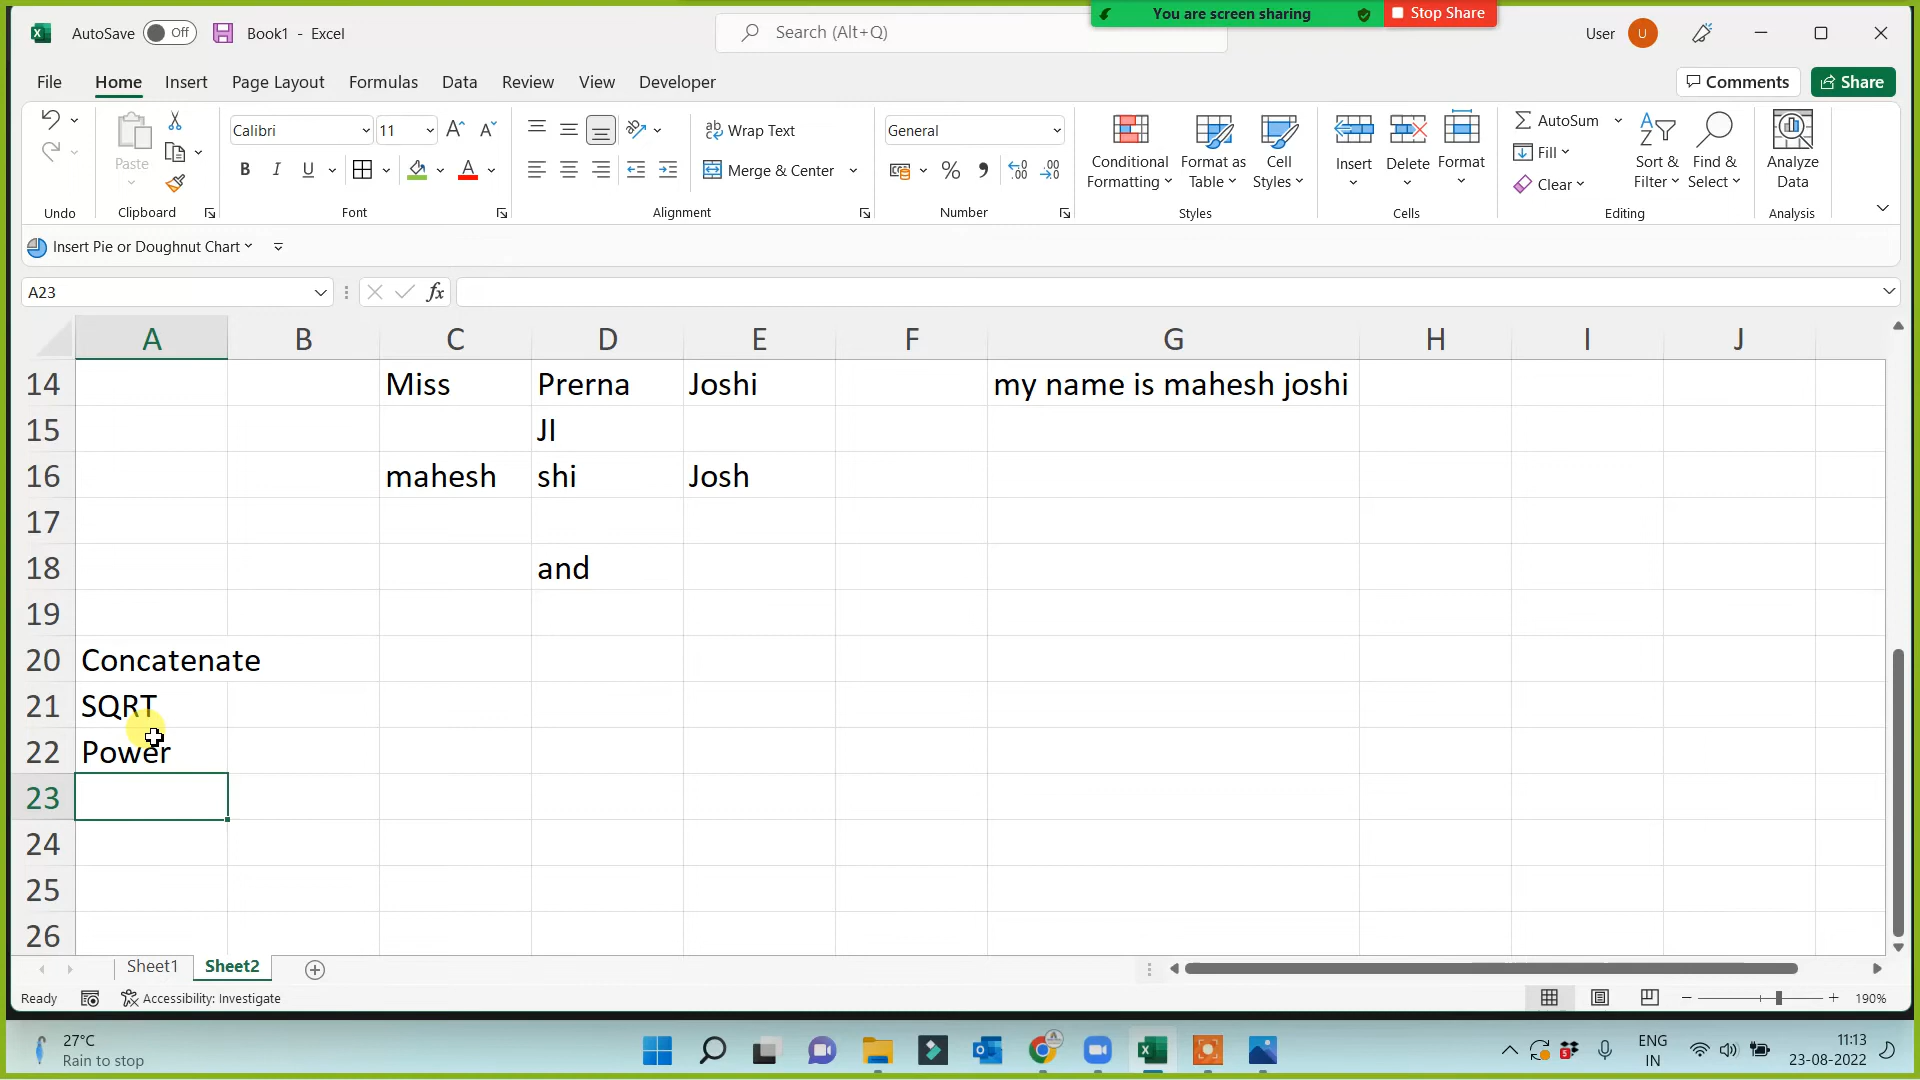 You are screen sharing
Stop Share
AutoSave Off Book1 - Excel
Search (Alt+Q)
User U
File Home Insert Page Layout Formulas Data Review View Developer
Comments Share
Paste
Calibri 11
Wrap Text
Merge & Center
General
Conditional Formatting
Format as Table
Cell Styles
Insert Delete Format
AutoSum
Fill
Clear
Sort & Filter
Find & Select
Analyze Data
Undo Clipboard Font Alignment Number Styles Cells Editing Analysis
Insert Pie or Doughnut Chart
A23 fx
A B C D E F G H I J
14 Miss Prerna Joshi my name is mahesh joshi
15 JI
16 mahesh shi Josh
17
18 and
19
20 Concatenate
21 SQRT
22 Power
23
24
25
26
Sheet1 Sheet2
Ready Accessibility: Investigate 190%
27°C
Rain to stop
ENG
IN
11:13
23-08-2022